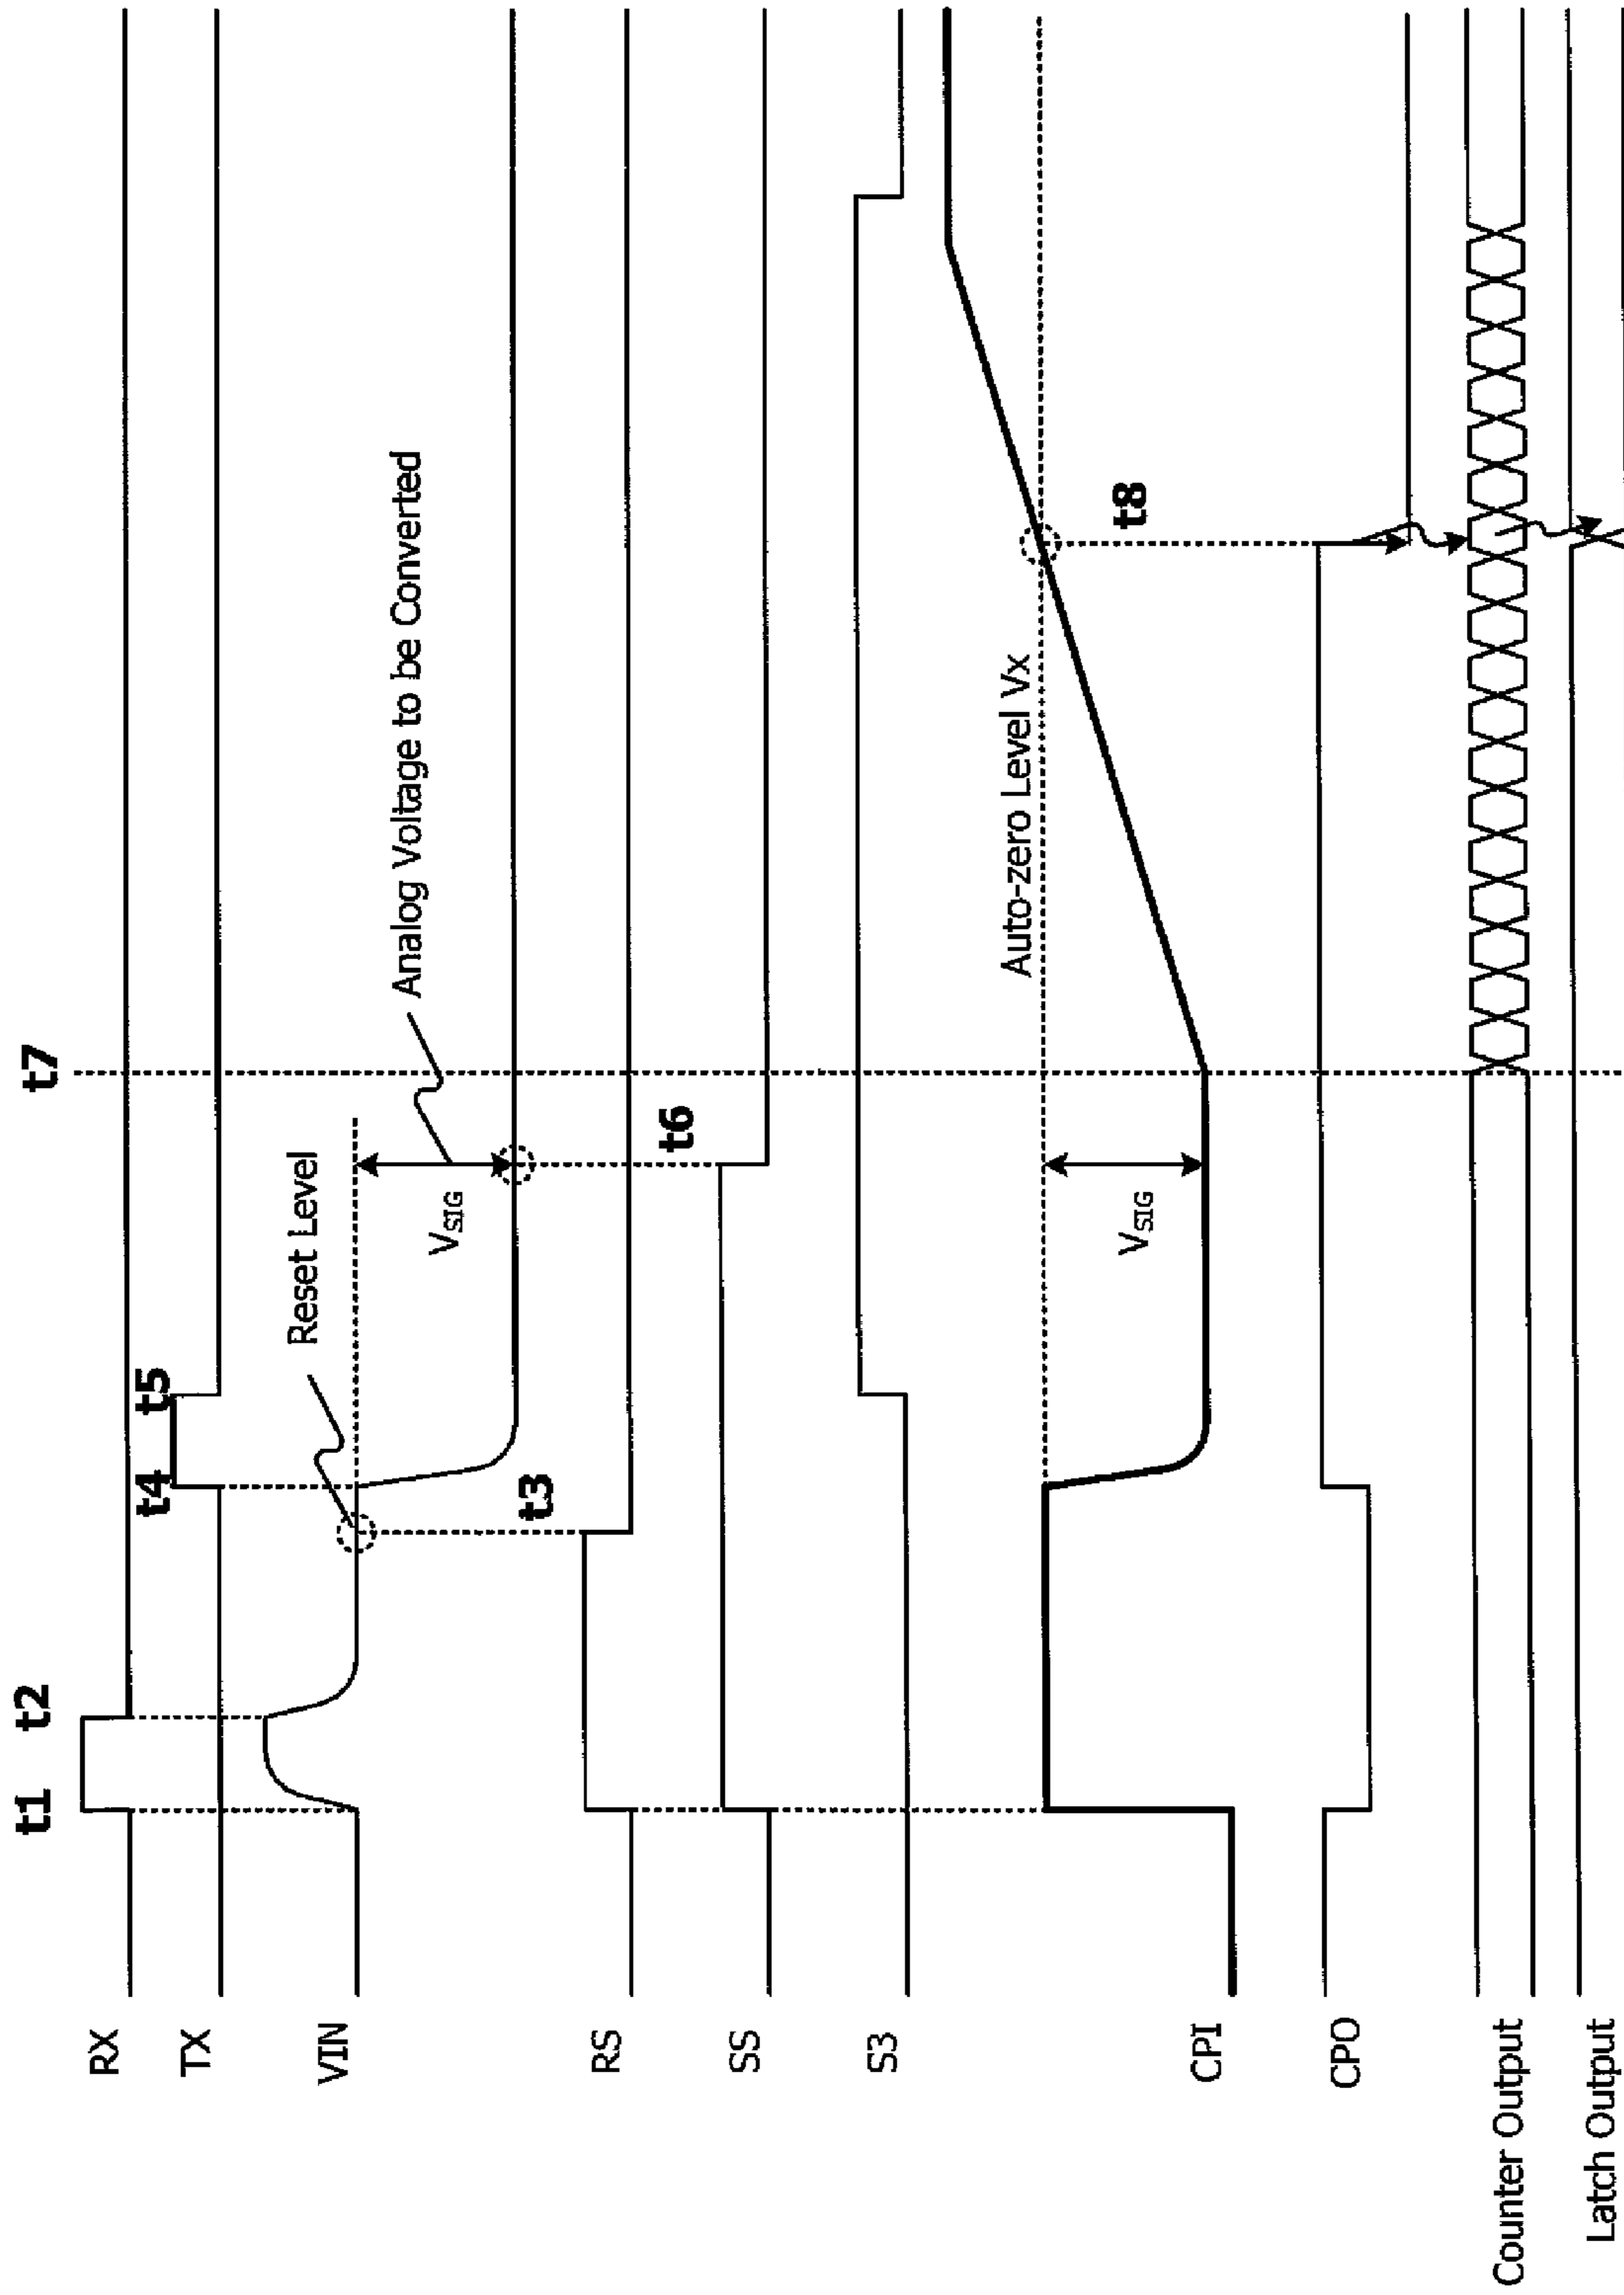 t1
t2
t4
t5
t7
RX
TX
Reset Level
Analog Voltage to be Converted
VIN
VSIG
t3
RS
t6
SS
S3
Auto-zero Level Vx
t8
VSIG
CPI
CPO
Counter Output
Latch Output